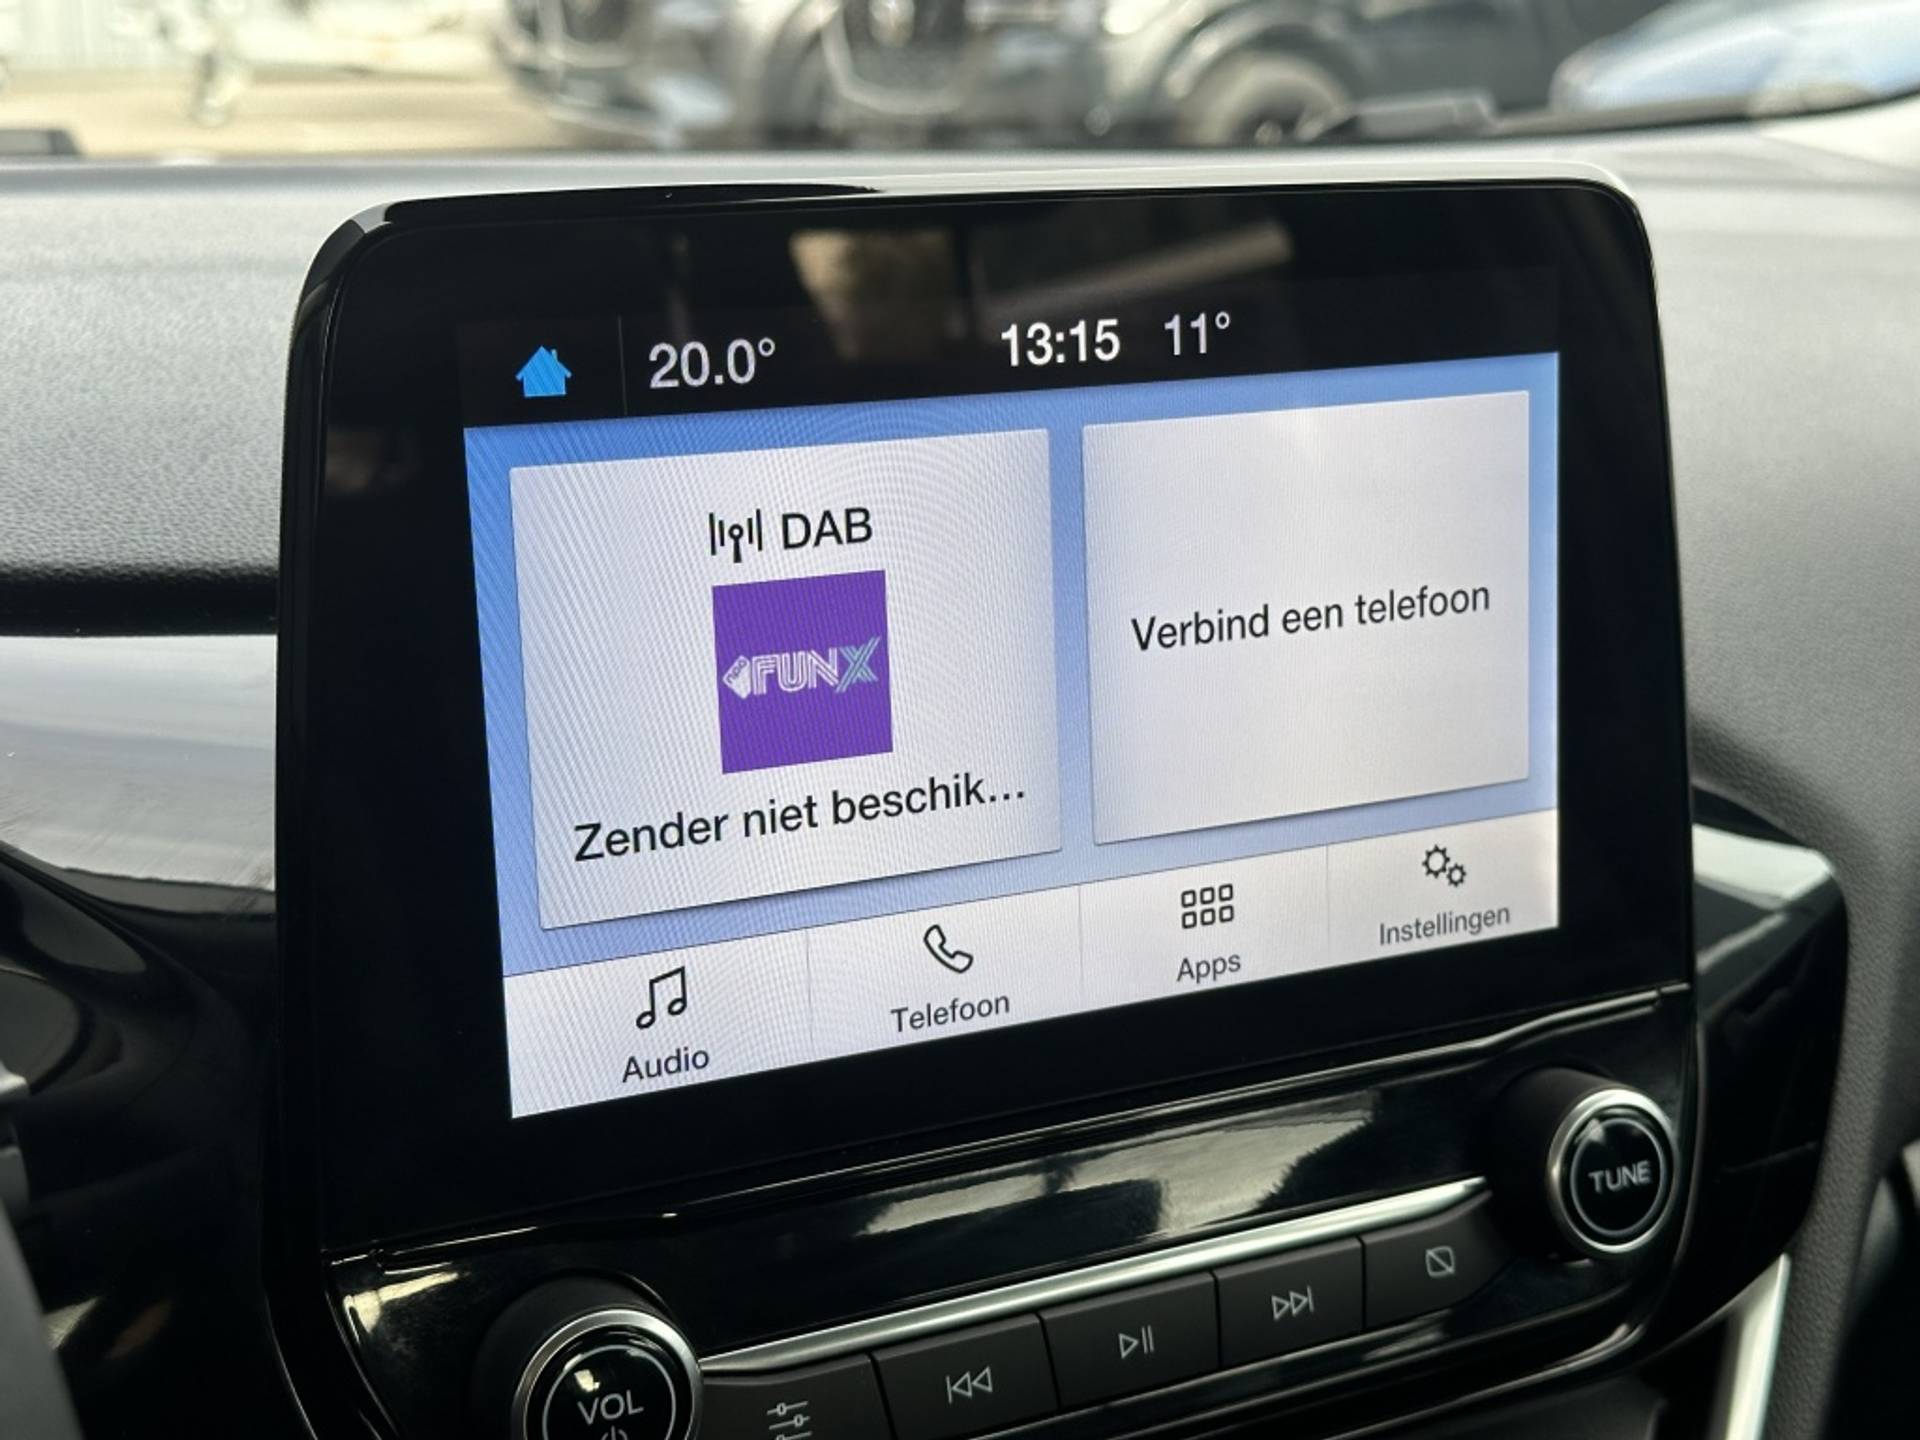 20.0° 13:15 11°
DAB
FUNX
Zender niet beschik...
Verbind een telefoon
Audio
Telefoon
Apps
Instellingen
VOL
TUNE